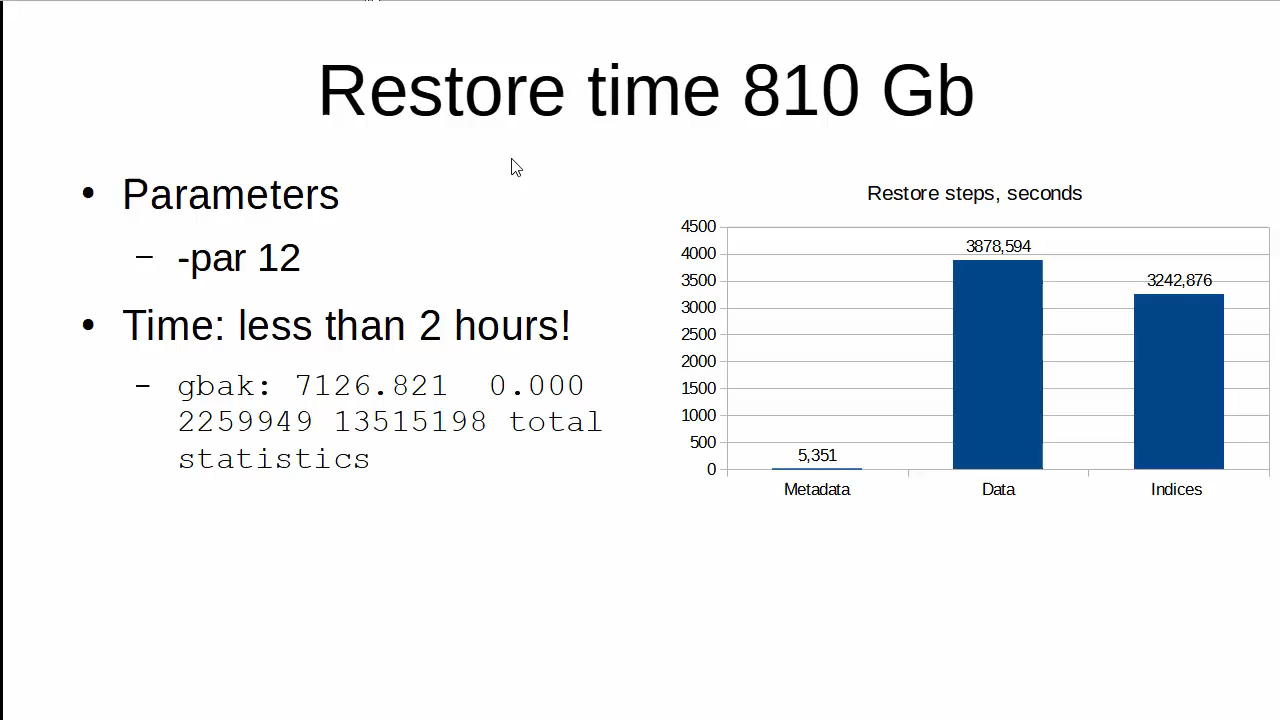 Restore time 810 Gb
• Parameters
– -par 12
• Time: less than 2 hours!
– gbak: 7126.821 0.000
2259949 13515198 total
statistics
Restore steps, seconds
4500
4000
3500
3000
2500
2000
1500
1000
500
0
5,351
3878,594
3242,876
Metadata
Data
Indices